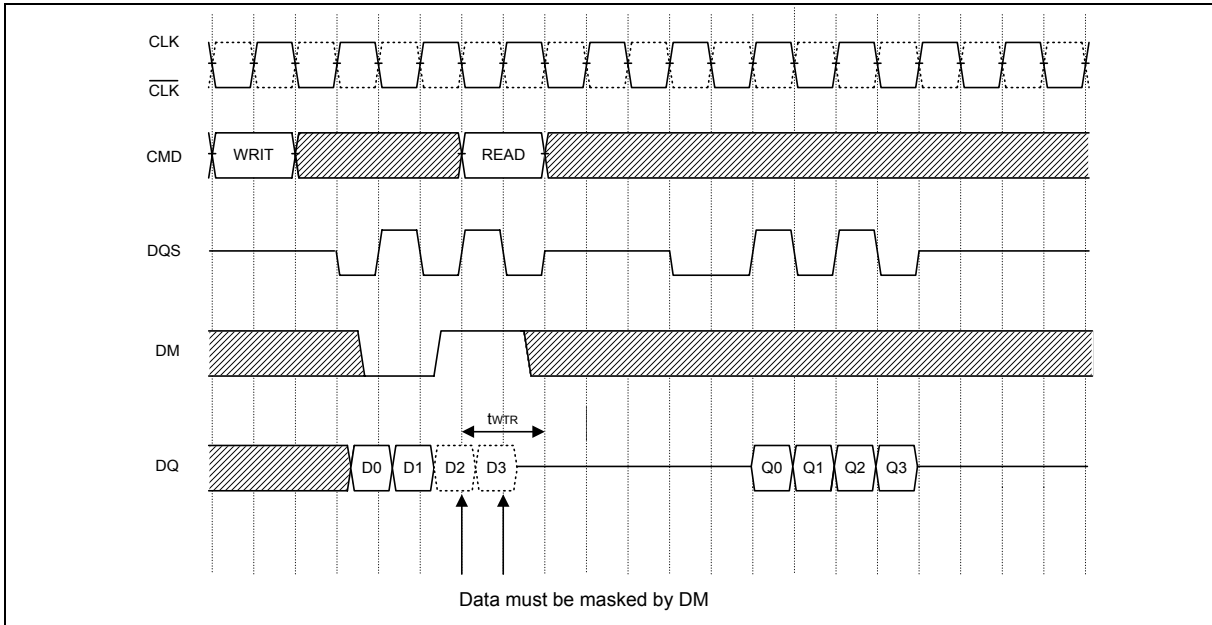 CLK
CLK
CMD WRIT READ
DQS
DM
tWTR
DQ D0 D1 D2 D3 Q0 Q1 Q2 Q3
Data must be masked by DM